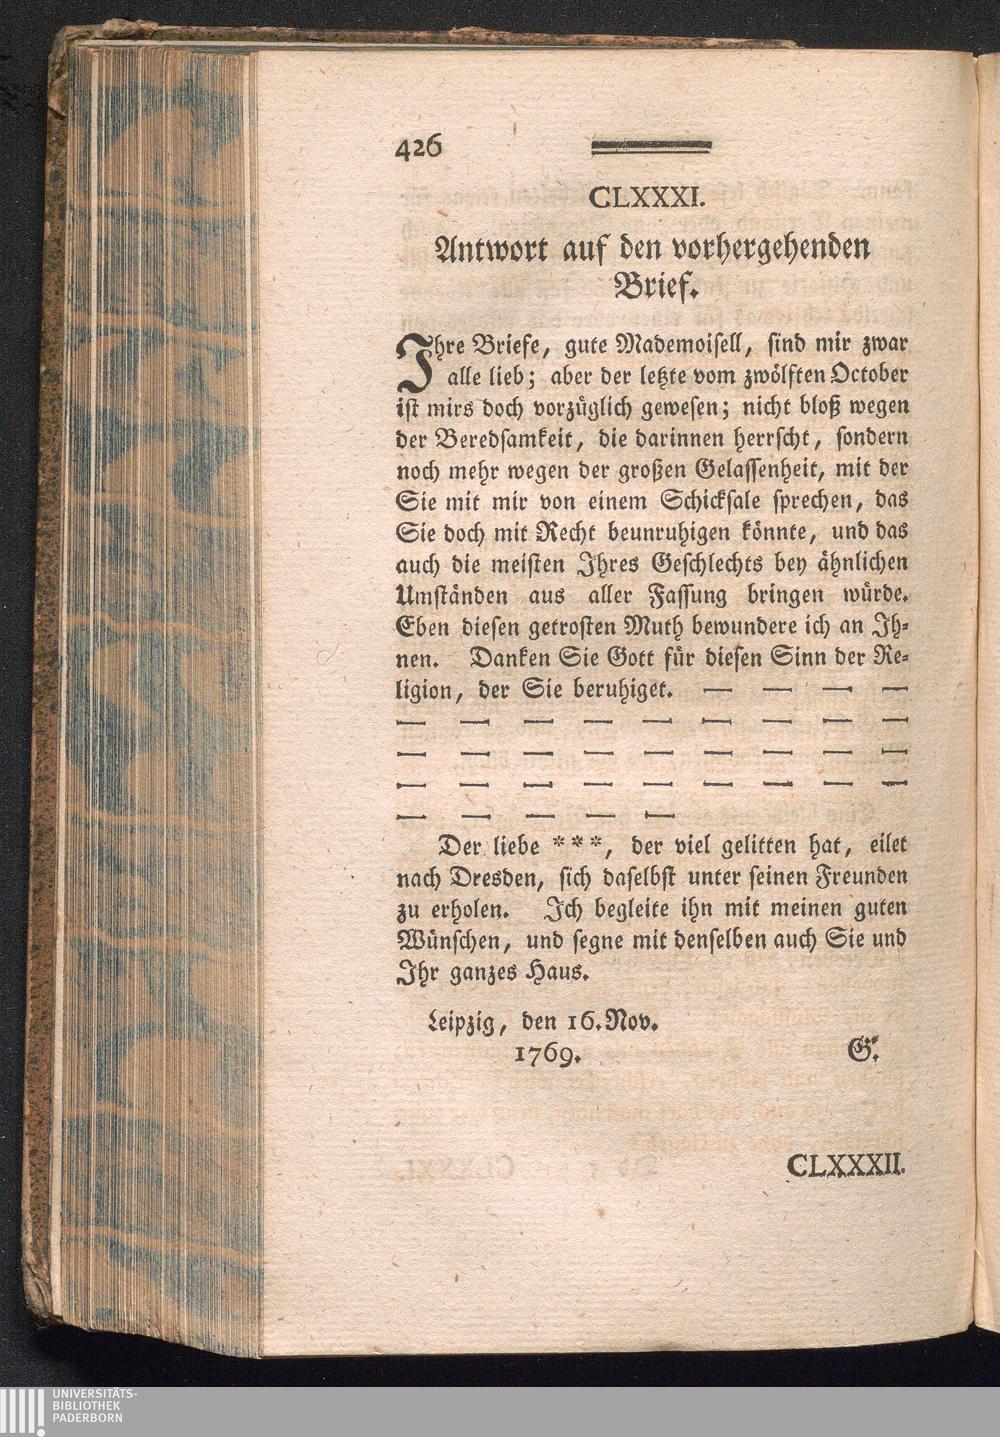 426
CLXXXI.
Antwort auf den vorhergehenden
Brief.
Ihre Briefe, gute Mademoisell, sind mir zwar
alle lieb; aber der letzte vom zwölften October
ist mirs doch vorzüglich gewesen; nicht bloß wegen
der Beredsamkeit, die darinnen herrscht, sondern
noch mehr wegen der großen Gelassenheit, mit der
Sie mit mir von einem Schicksale sprechen, das
Sie doch mit Recht beunruhigen könnte, und das
auch die meisten Ihres Geschlechts bey ähnlichen
Umständen aus aller Fassung bringen würde.
Eben diesen getrosten Muth bewundere ich an Ih-
nen. Danken Sie Gott für diesen Sinn der Re-
ligion, der Sie beruhiget. — — — —
— — — — — — — — —
— — — — — — — — —
— — — — — — — — —
— — — — —
Der liebe ***, der viel gelitten hat, eilet
nach Dresden, sich daselbst unter seinen Freunden
zu erholen. Ich begleite ihn mit meinen guten
Wünschen, und segne mit denselben auch Sie und
Ihr ganzes Haus.
Leipzig, den 16. Nov.
1769. G.
CLXXXII.
UNIVERSITÄTS-
BIBLIOTHEK
PADERBORN